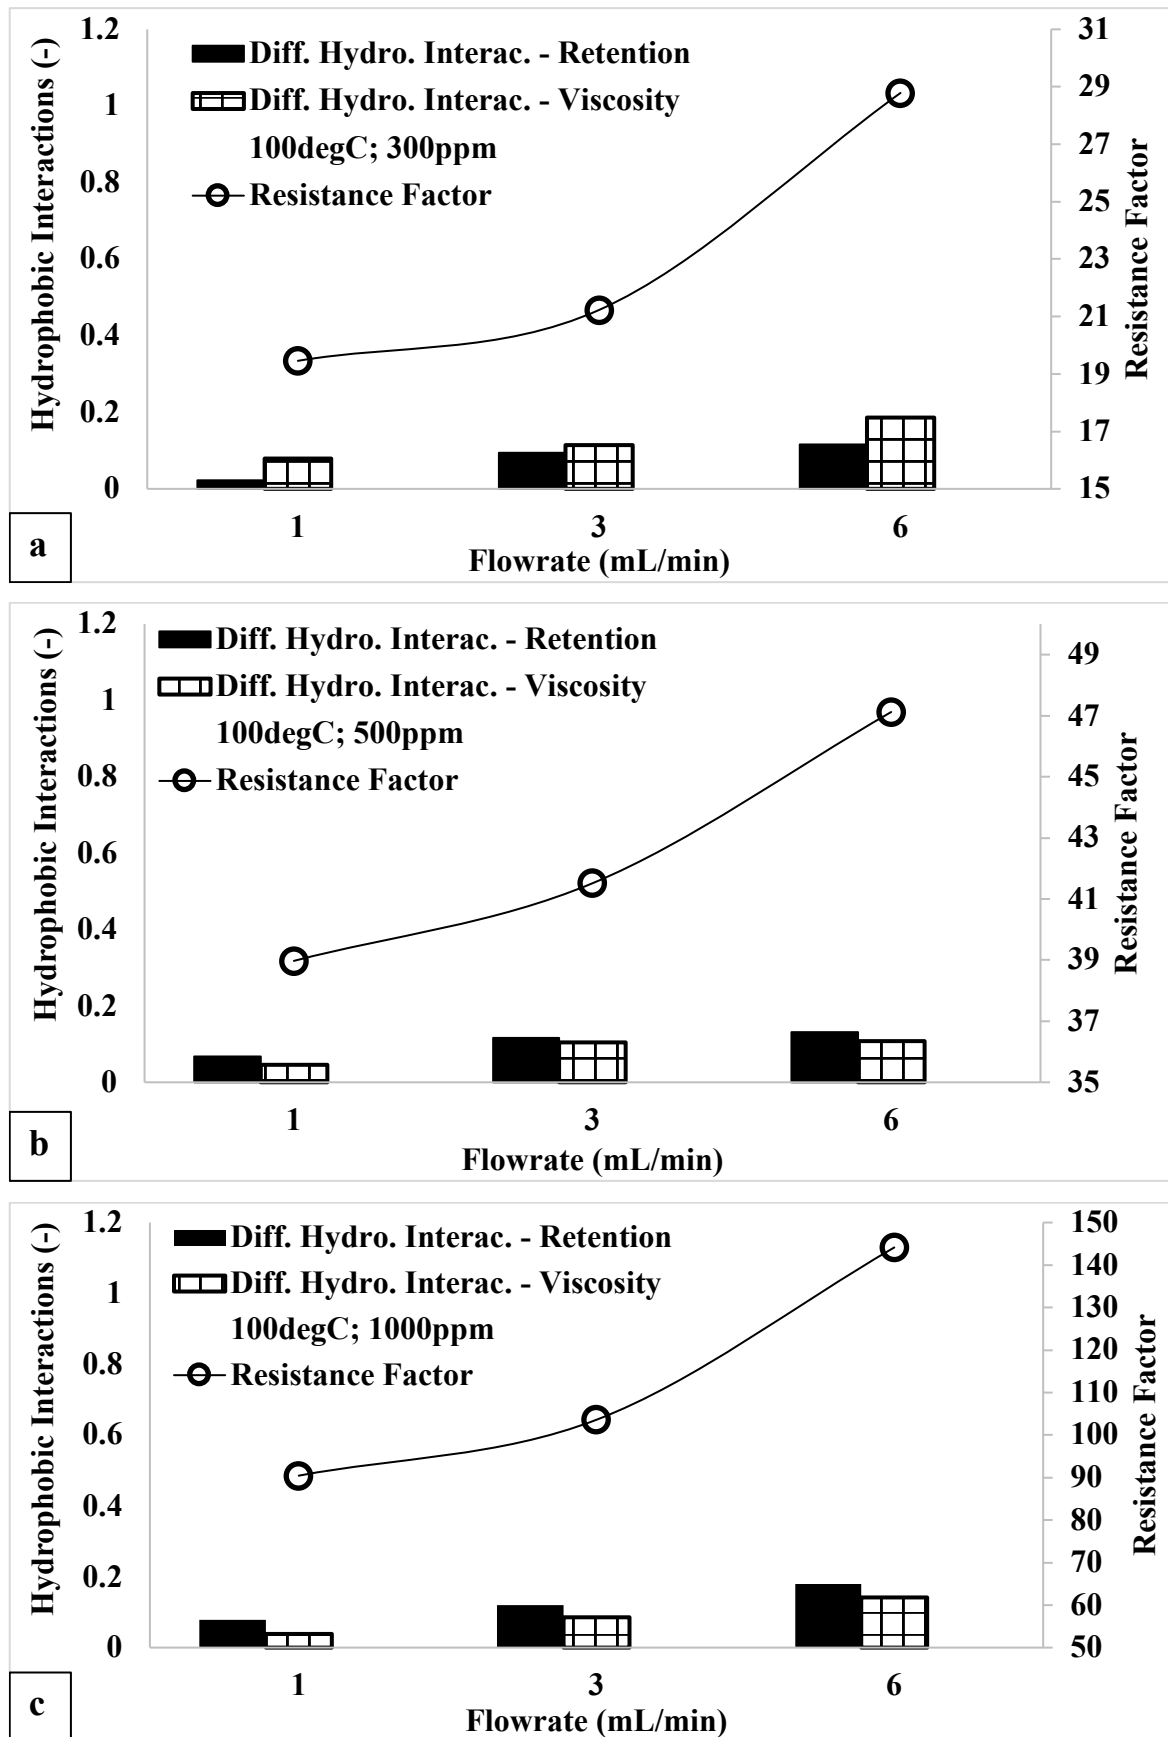 Hydrophobic Interactions (-)
1.2
1
0.8
0.6
0.4
0.2
0
Diff. Hydro. Interac. - Retention
Diff. Hydro. Interac. - Viscosity
100degC; 300ppm
Resistance Factor
31
29
27
25
23
21
19
17
15
Resistance Factor
1 3 6
Flowrate (mL/min)
a
Hydrophobic Interactions (-)
1.2
1
0.8
0.6
0.4
0.2
0
Diff. Hydro. Interac. - Retention
Diff. Hydro. Interac. - Viscosity
100degC; 500ppm
Resistance Factor
49
47
45
43
41
39
37
35
Resistance Factor
1 3 6
Flowrate (mL/min)
b
Hydrophobic Interactions (-)
1.2
1
0.8
0.6
0.4
0.2
0
Diff. Hydro. Interac. - Retention
Diff. Hydro. Interac. - Viscosity
100degC; 1000ppm
Resistance Factor
150
140
130
120
110
100
90
80
70
60
50
Resistance Factor
1 3 6
Flowrate (mL/min)
c